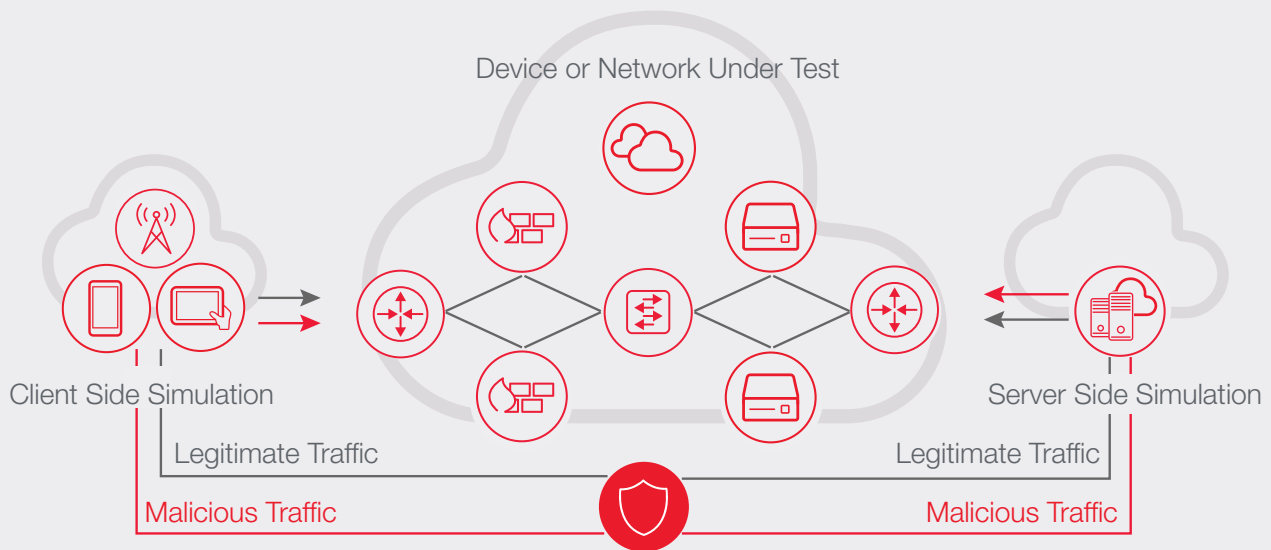 Device or Network Under Test
Client Side Simulation
Server Side Simulation
Legitimate Traffic
Legitimate Traffic
Malicious Traffic
Malicious Traffic